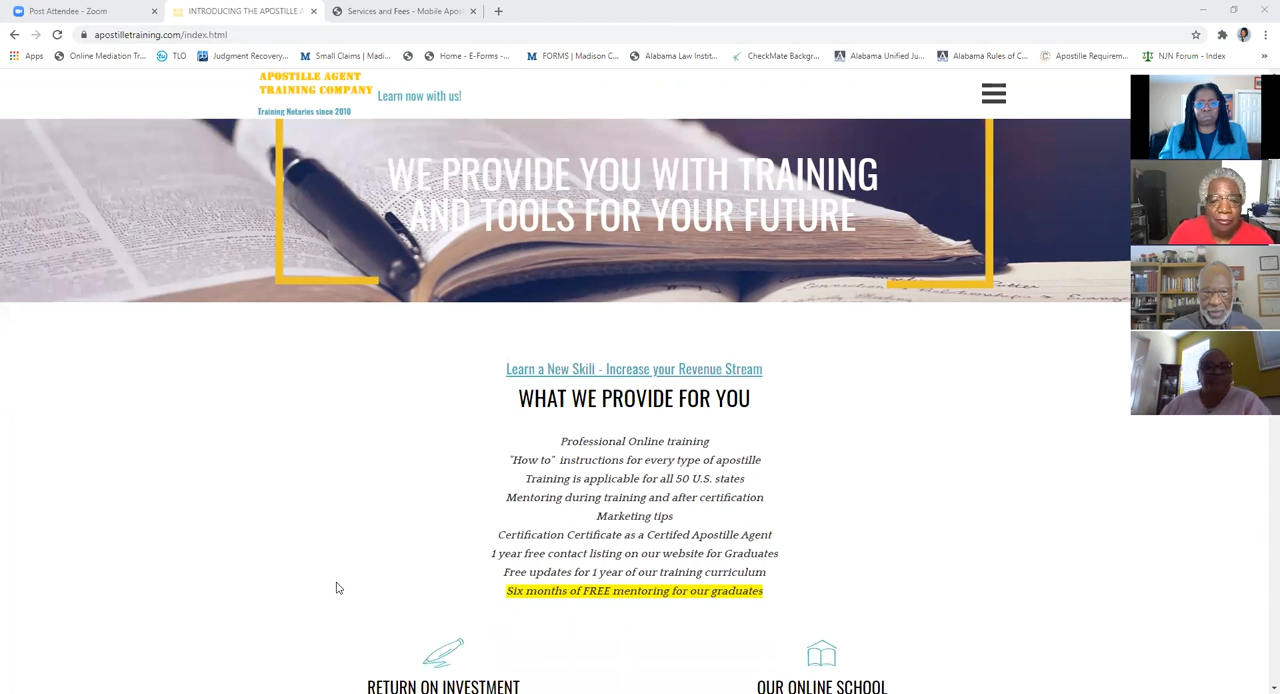 Post Attendee - Zoom
INTRODUCING THE APOSTILLE A
Services and Fees - Mobile Apos
apostilletraining.com/index.html
Apps
Online Mediation Tr...
TLO
Judgment Recovery...
Small Claims | Madi...
Home - E-Forms -...
FORMS | Madison C...
Alabama Law Instit...
CheckMate Backgr...
Alabama Unified Ju...
Alabama Rules of C...
Apostille Requirem...
NJN Forum - Index
APOSTILLE AGENT
TRAINING COMPANY
Learn now with us!
Training Notaries since 2010
WE PROVIDE YOU WITH TRAINING
AND TOOLS FOR YOUR FUTURE
Learn a New Skill - Increase your Revenue Stream
WHAT WE PROVIDE FOR YOU
Professional Online training
"How to" instructions for every type of apostille
Training is applicable for all 50 U.S. states
Mentoring during training and after certification
Marketing tips
Certification Certificate as a Certifed Apostille Agent
1 year free contact listing on our website for Graduates
Free updates for 1 year of our training curriculum
Six months of FREE mentoring for our graduates
RETURN ON INVESTMENT
OUR ONLINE SCHOOL